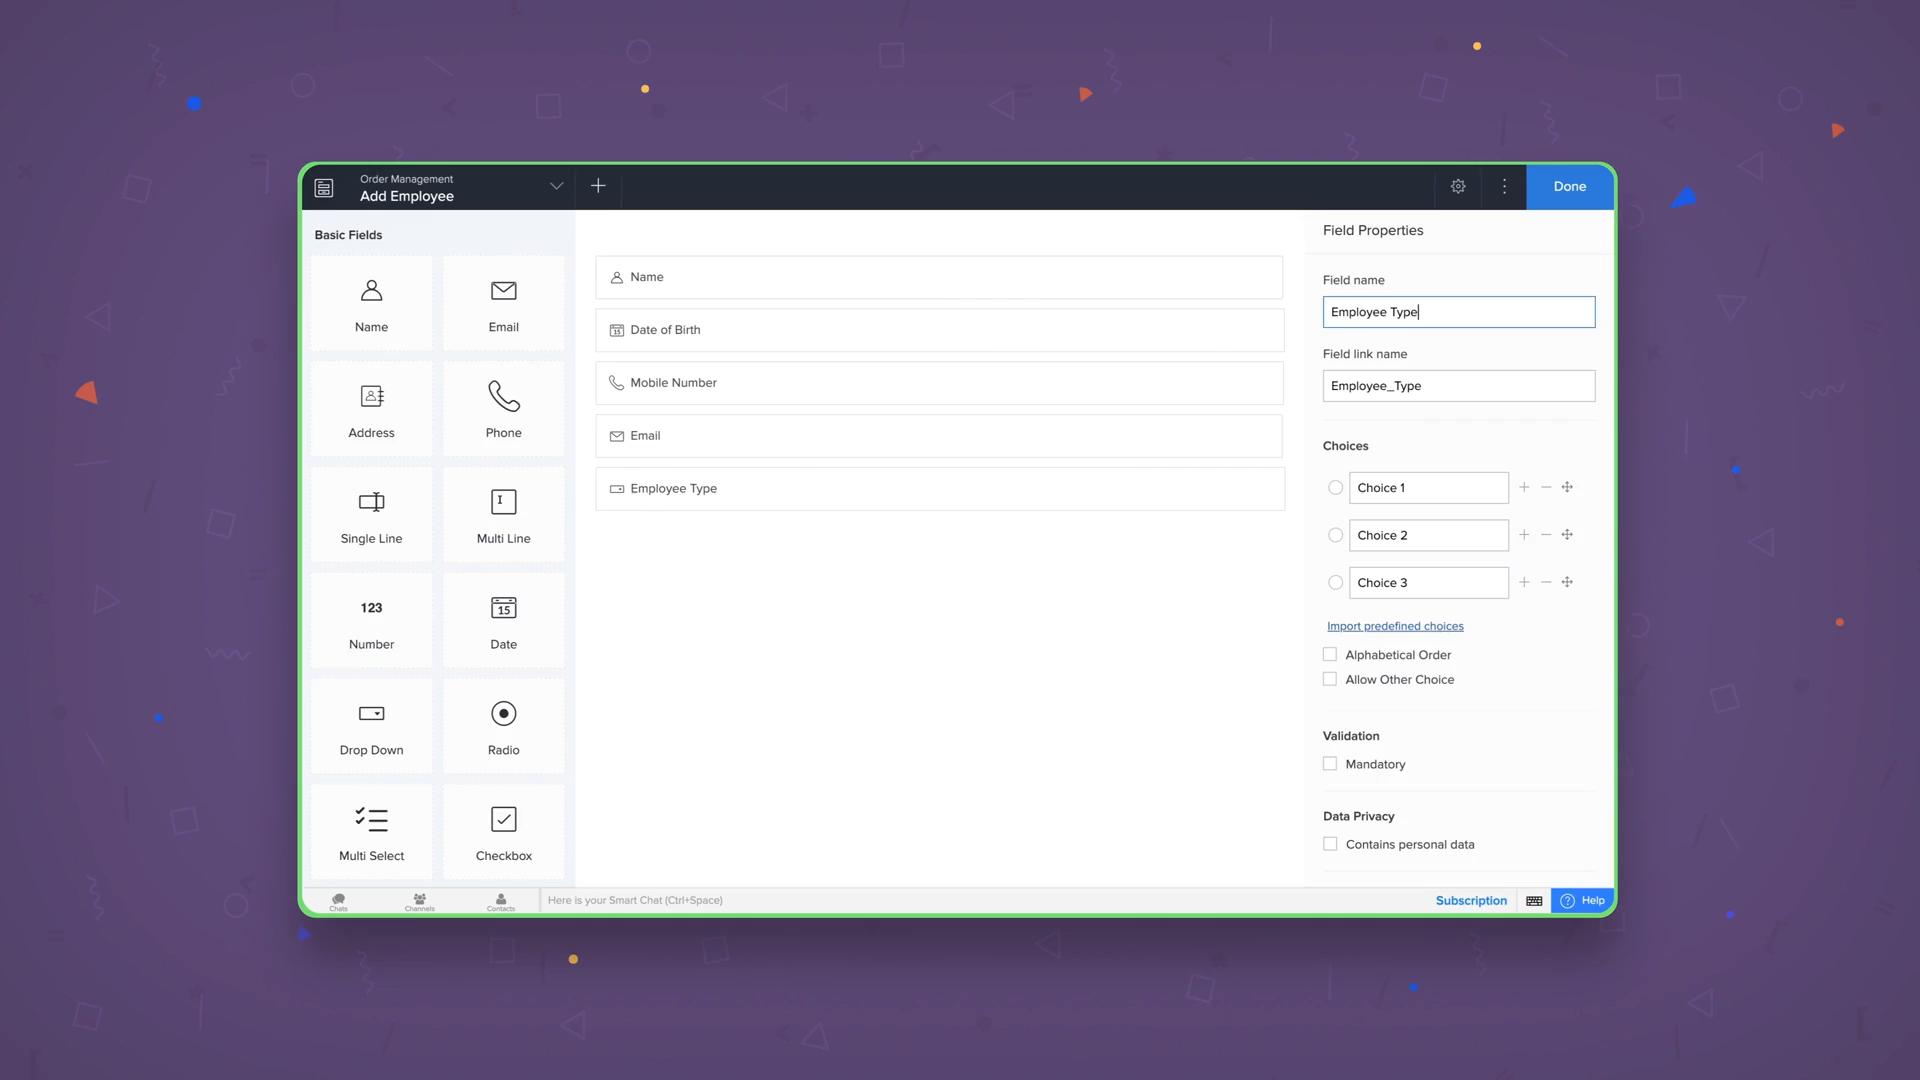 Order Management
Add Employee
Done
Basic Fields
Name
Email
Address
Phone
Single Line
Multi Line
123
Number
15
Date
Drop Down
Radio
Multi Select
Checkbox
Name
15
Date of Birth
Mobile Number
Email
Employee Type
Field Properties
Field name
Employee Type
Field link name
Employee_Type
Choices
Choice 1
Choice 2
Choice 3
Import predefined choices
Alphabetical Order
Allow Other Choice
Validation
Mandatory
Data Privacy
Contains personal data
Chats
Channels
Contacts
Here is your Smart Chat (Ctrl+Space)
Subscription
? Help